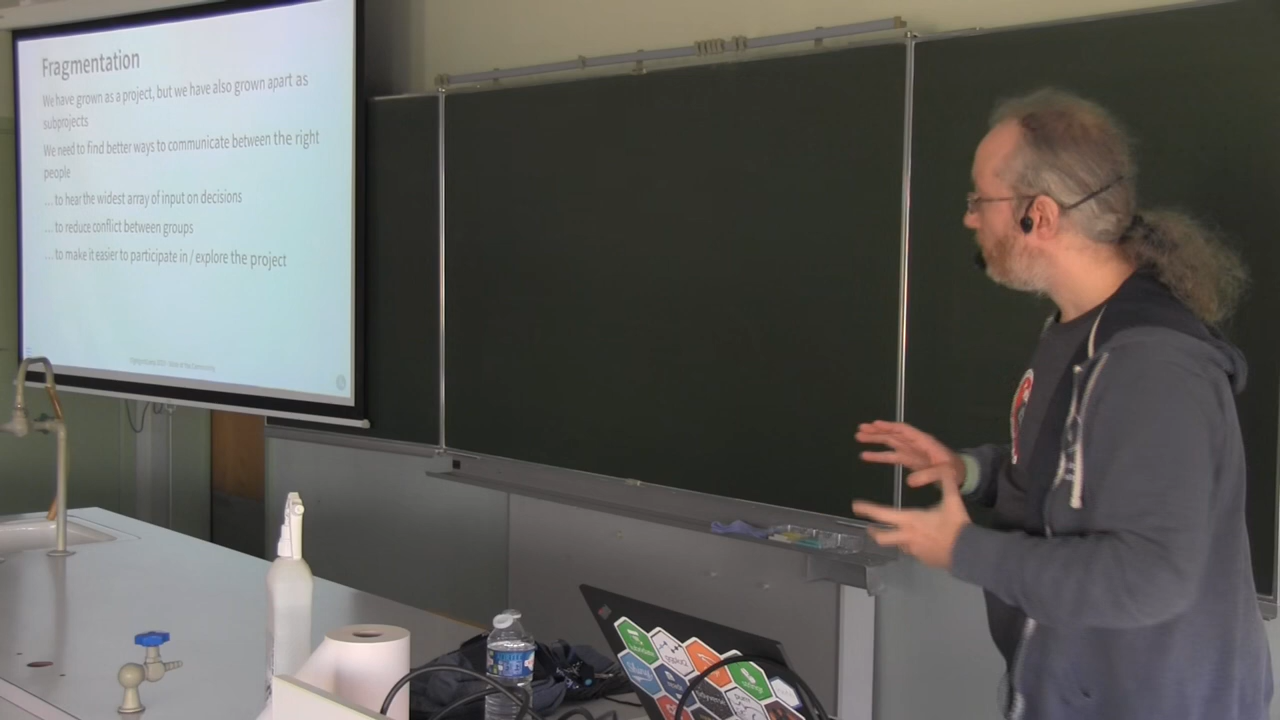 Fragmentation
We have grown as a project, but we have also grown apart as
subprojects
We need to find better ways to communicate between the right
people
… to hear the widest array of input on decisions
… to reduce conflict between groups
… to make it easier to participate in / explore the project